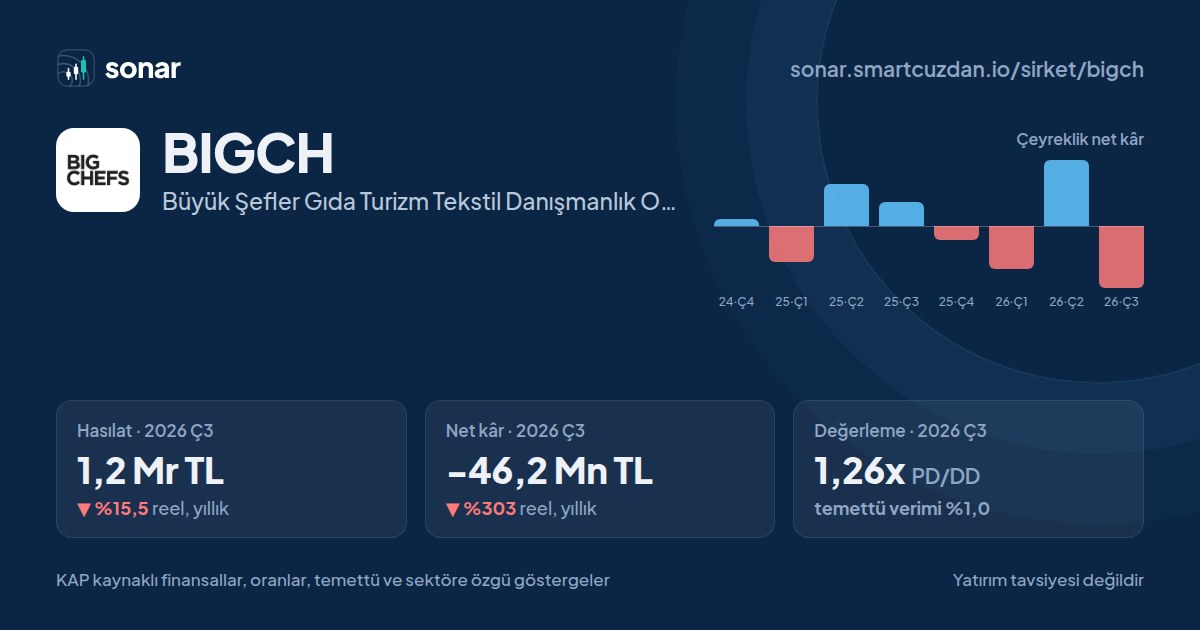 sonar
sonar.smartcuzdan.io/sirket/bigch
BIG
CHEFS
BIGCH
Büyük Şefler Gıda Turizm Tekstil Danışmanlık O...
Çeyreklik net kâr
24·Ç4 25·Ç1 25·Ç2 25·Ç3 25·Ç4 26·Ç1 26·Ç2 26·Ç3
Hasılat · 2026 Ç3
1,2 Mr TL
▼ %15,5 reel, yıllık
Net kâr · 2026 Ç3
−46,2 Mn TL
▼ %303 reel, yıllık
Değerleme · 2026 Ç3
1,26x PD/DD
temettü verimi %1,0
KAP kaynaklı finansallar, oranlar, temettü ve sektöre özgü göstergeler
Yatırım tavsiyesi değildir